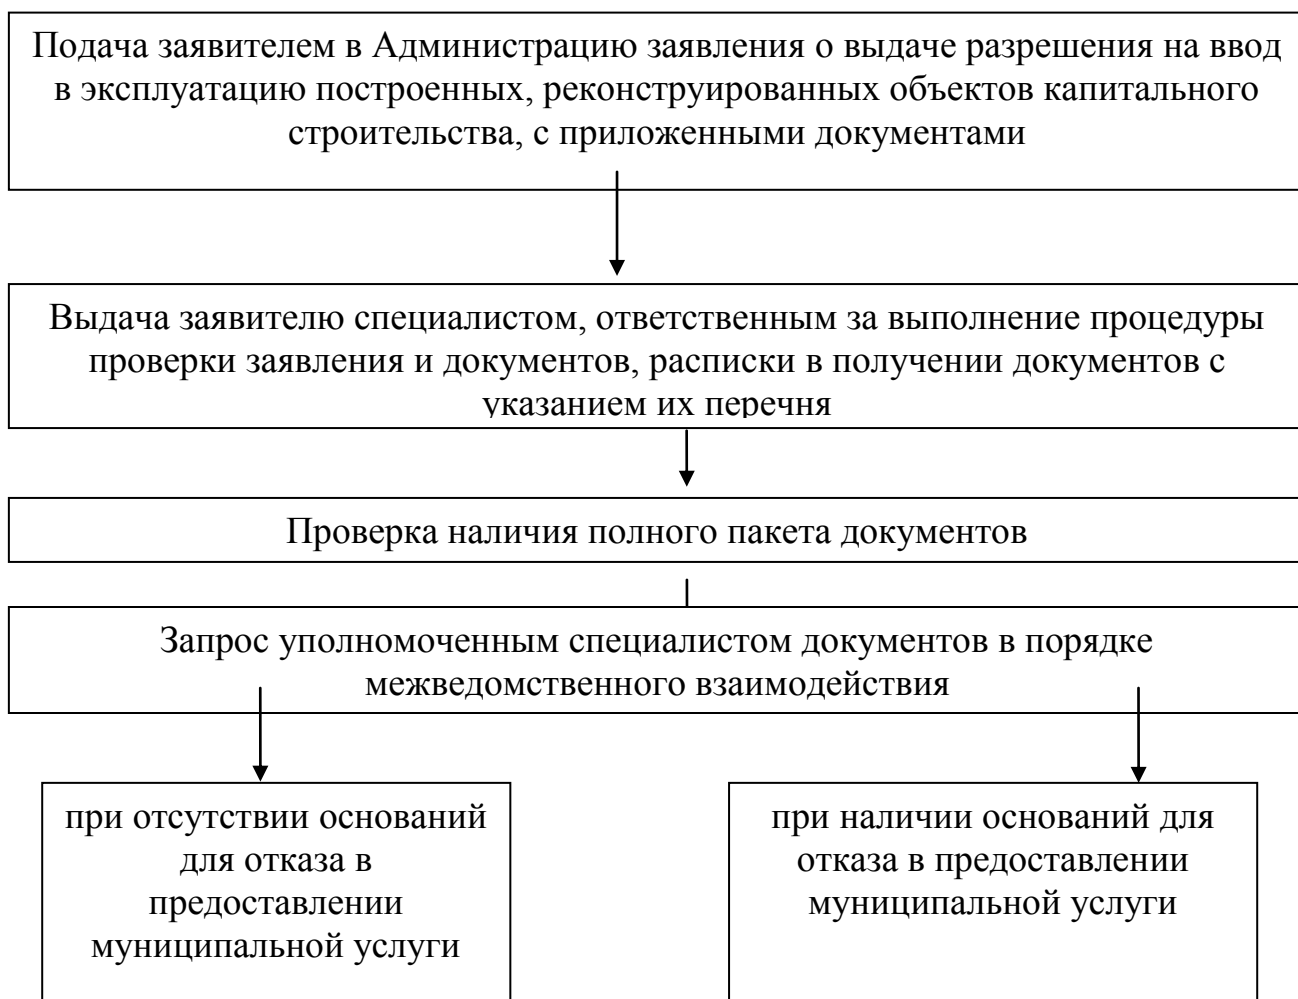 Подача заявителем в Администрацию заявления о выдаче разрешения на ввод
в эксплуатацию построенных, реконструированных объектов капитального
строительства, с приложенными документами
Выдача заявителю специалистом, ответственным за выполнение процедуры
проверки заявления и документов, расписки в получении документов с
указанием их перечня
Проверка наличия полного пакета документов
Запрос уполномоченным специалистом документов в порядке
межведомственного взаимодействия
при отсутствии оснований
для отказа в
предоставлении
муниципальной услуги
при наличии оснований для
отказа в предоставлении
муниципальной услуги